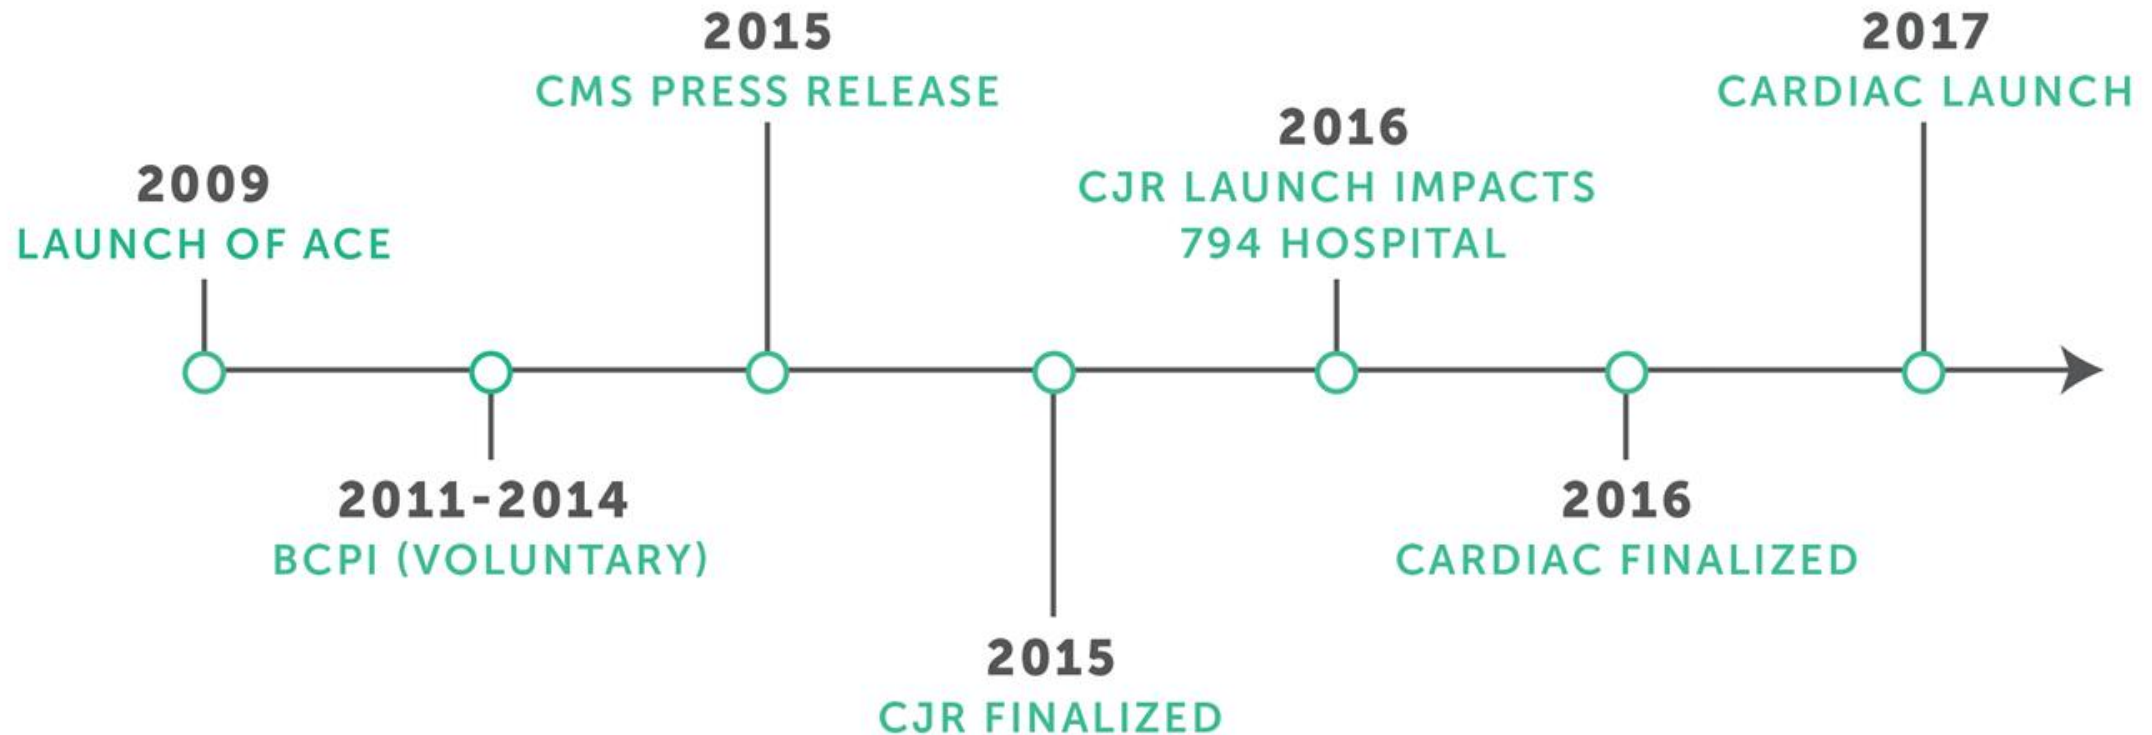 2009
LAUNCH OF ACE
2011-2014
BCPI (VOLUNTARY)
2015
CMS PRESS RELEASE
2015
CJR FINALIZED
2016
CJR LAUNCH IMPACTS
794 HOSPITAL
2016
CARDIAC FINALIZED
2017
CARDIAC LAUNCH